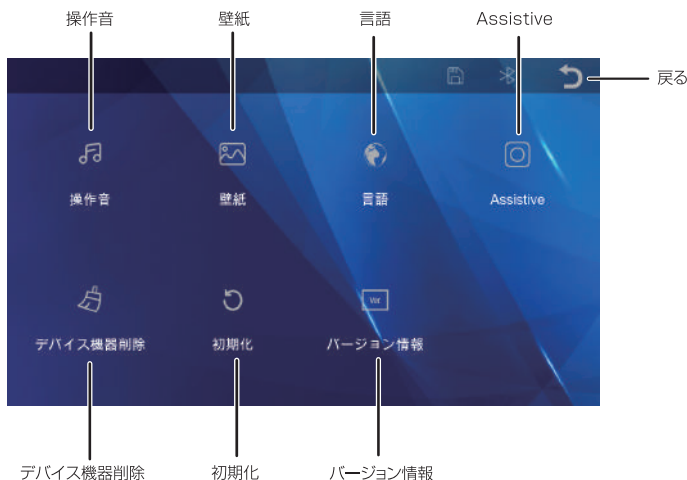 操作音 壁紙 言語 Assistive
戻る
操作音 壁紙 言語 Assistive
Ver
デバイス機器削除 初期化 バージョン情報
デバイス機器削除 初期化 バージョン情報